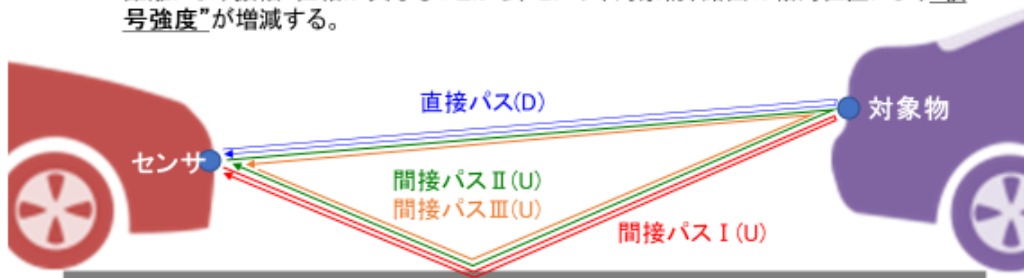 号強度”が増減する。
直接パス(D)
対象物
センサ
間接パスⅡ(U)
間接パスⅢ(U)
間接パスⅠ(U)